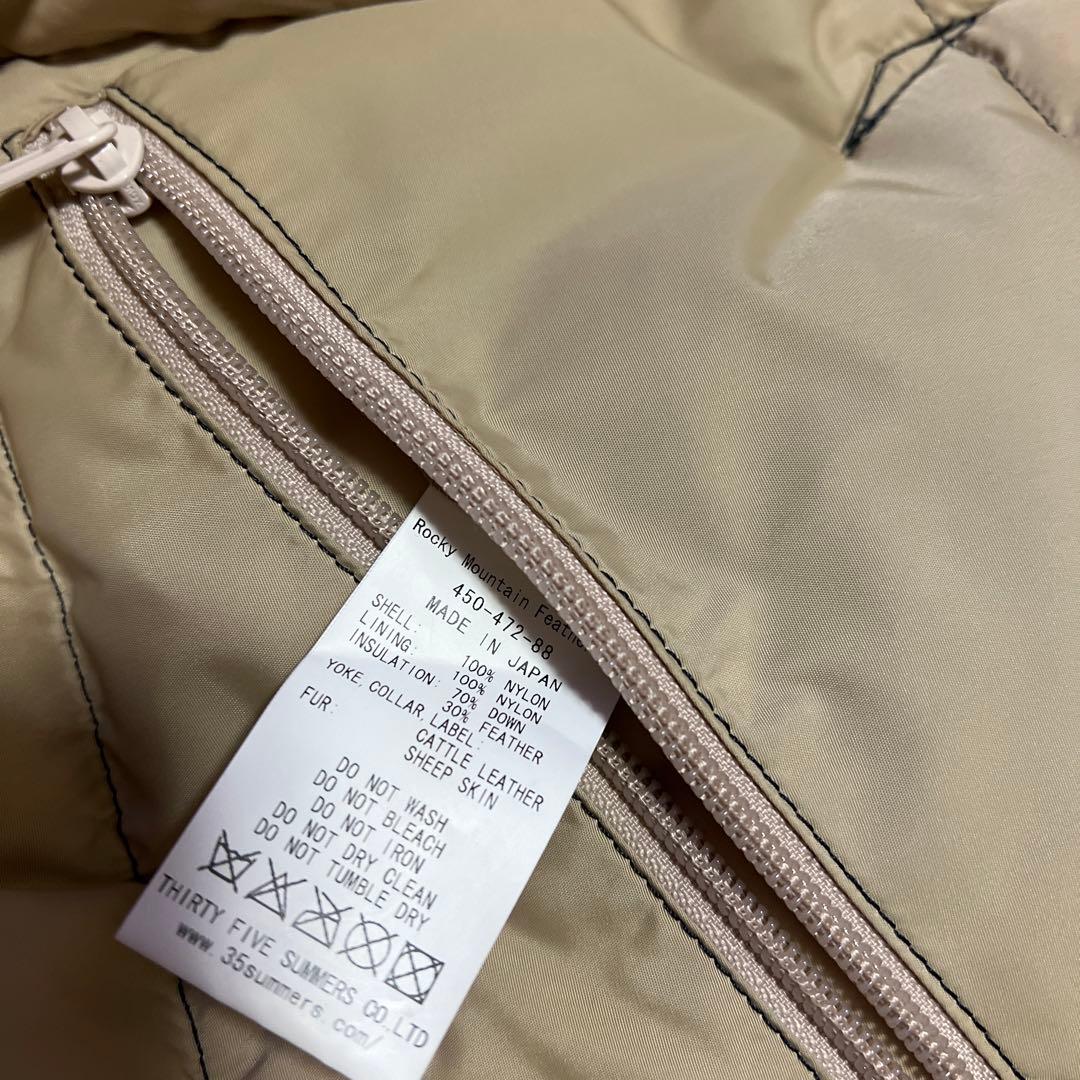 Rocky Mountain Feathe
450-472-88
MADE IN JAPAN
SHELL: 100% NYLON
LINING: 100% NYLON
INSULATION: 70% DOWN
30% FEATHER
YOKE, COLLAR, LABEL:
CATTLE LEATHER
FUR: SHEEP SKIN
DO NOT WASH
DO NOT BLEACH
DO NOT IRON
DO NOT DRY CLEAN
DO NOT TUMBLE DRY
THIRTY FIVE SUMMERS CO.LTD
www.35summers.com/